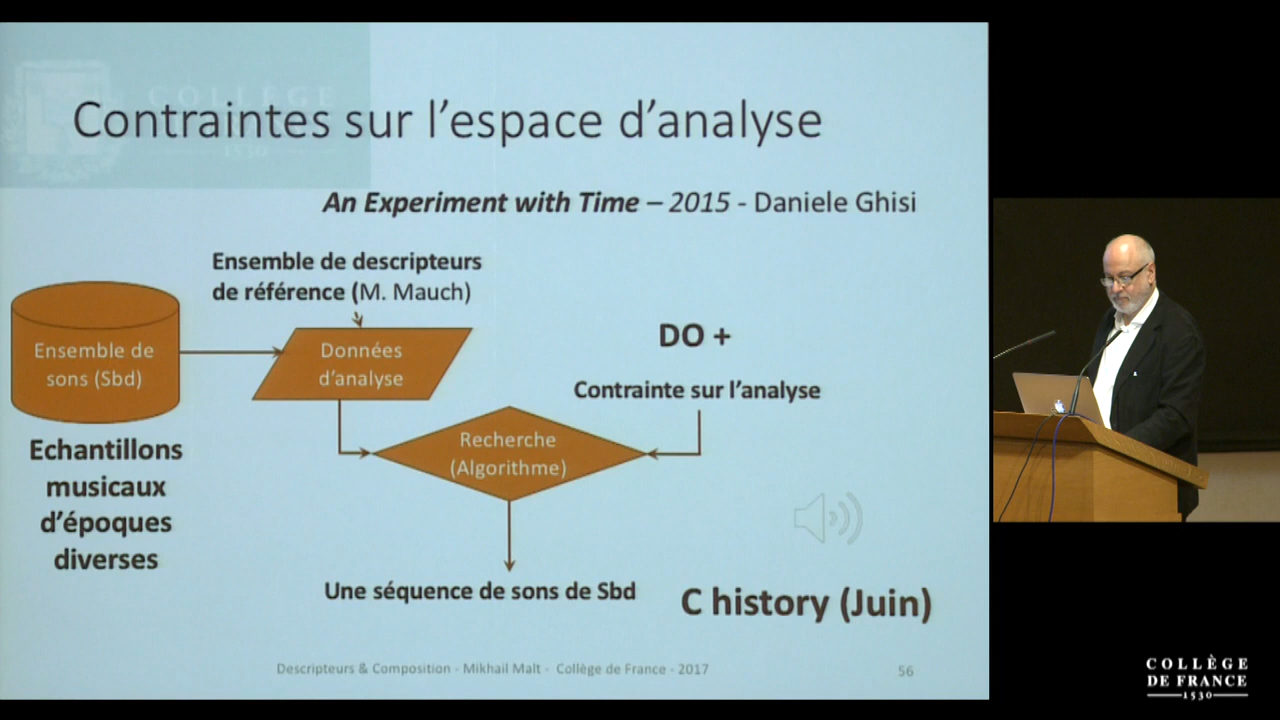 Contraintes sur l'espace d'analyse
COLLÈGE
1530
An Experiment with Time – 2015 - Daniele Ghisi
Ensemble de descripteurs
de référence (M. Mauch)
Ensemble de
sons (Sbd)
Données
d'analyse
DO +
Contrainte sur l'analyse
Recherche
(Algorithme)
Echantillons
musicaux
d'époques
diverses
Une séquence de sons de Sbd
C history (Juin)
Descripteurs & Composition - Mikhail Malt - Collège de France - 2017
56
COLLÈGE
DE FRANCE
1530